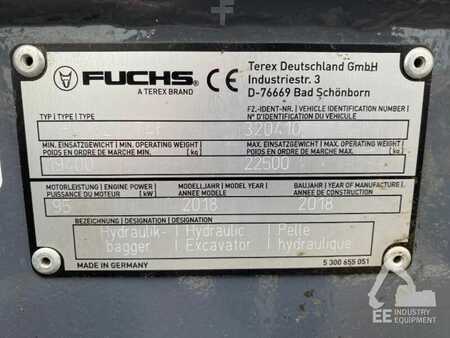 FUCHS®
A TEREX BRAND
CE
Terex Deutschland GmbH
Industriestr. 3
D-76669 Bad Schönborn
TYP | TYPE | TYPE
FZ.-IDENT-NR. / VEHICLE IDENTIFICATION NUMBER |
N°D'IDENTIFICATION DU VÉHICULE
MIN. EINSATZGEWICHT | MIN. OPERATING WEIGHT |
POIDS EN ORDRE DE MARCHE MIN. [kg]
MAX. EINSATZGEWICHT | MAX. OPERATING WEIGHT |
POIDS EN ORDRE DE MARCHE MAX. [kg]
22500
MOTORLEISTUNG | ENGINE POWER |
PUISSANCE DU MOTEUR [kW]
95
MODELLJAHR | MODEL YEAR |
ANNÉE MODELE
2018
BAUJAHR | YEAR OF MANUFACTURE |
ANNÉE DE CONSTRUCTION
2018
BEZEICHNUNG | DESIGNATION | DESIGNATION
Hydraulik- Hydraulic Pelle
bagger Excavator hydraulique
MADE IN GERMANY
5 300 655 051
EE INDUSTRY
EQUIPMENT